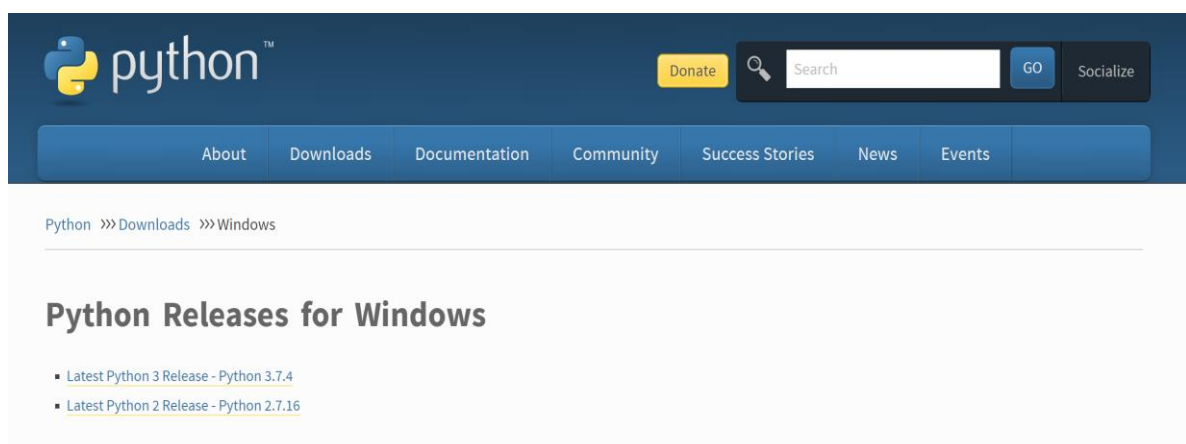 python™
Donate
Search
GO
Socialize
About Downloads Documentation Community Success Stories News Events
Python >>> Downloads >>> Windows
Python Releases for Windows
▪ Latest Python 3 Release - Python 3.7.4
▪ Latest Python 2 Release - Python 2.7.16